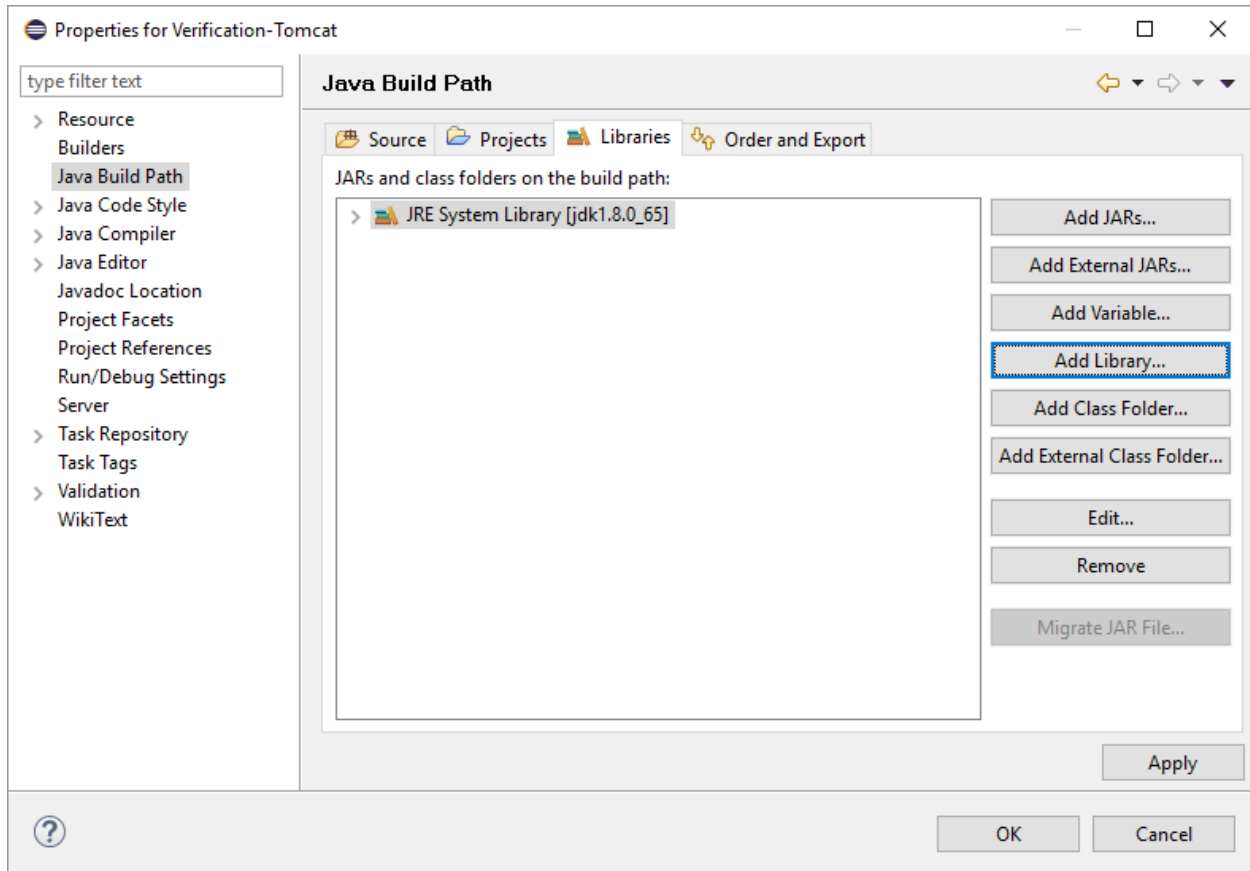 Properties for Verification-Tomcat
type filter text
Resource
Builders
Java Build Path
Java Code Style
Java Compiler
Java Editor
Javadoc Location
Project Facets
Project References
Run/Debug Settings
Server
Task Repository
Task Tags
Validation
WikiText
Java Build Path
Source Projects Libraries Order and Export
JARs and class folders on the build path:
JRE System Library [jdk1.8.0_65]
Add JARs...
Add External JARs...
Add Variable...
Add Library...
Add Class Folder...
Add External Class Folder...
Edit...
Remove
Migrate JAR File...
Apply
?
OK Cancel